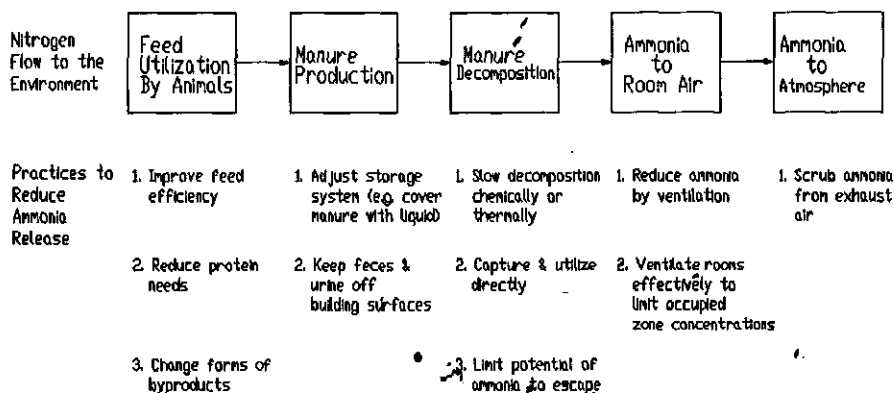 Nitrogen
Flow to the
Environment
Feed
Utilization
By Animals
Manure
Production
Manure
Decomposition
Ammonia
to
Room Air
Ammonia
to
Atmosphere
Practices to
Reduce
Ammonia
Release
1. Improve feed
efficiency
2. Reduce protein
needs
3. Change forms of
byproducts
1. Adjust storage
system (e.g. cover
manure with liquid)
2. Keep feces &
urine off
building surfaces
1. Slow decomposition
chemically or
thermally
2. Capture & utilize
directly
3. Limit potential of
ammonia to escape
1. Reduce ammonia
by ventilation
2. Ventilate rooms
effectively to
limit occupied
zone concentrations
1. Scrub ammonia
from exhaust
air